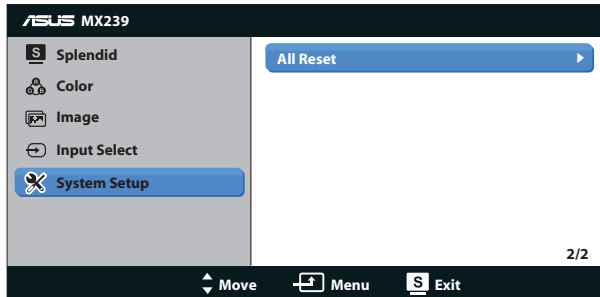 ASUS MX239
S Splendid
Color
Image
Input Select
System Setup
All Reset
2/2
Move Menu S Exit